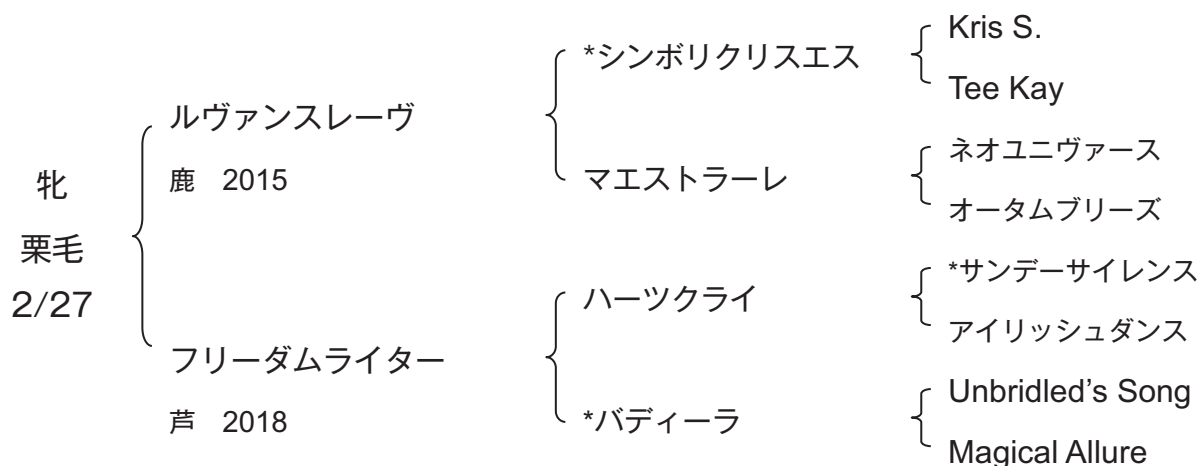 牝
栗毛
2/27
ルヴァンスレーヴ
鹿 2015
フリーダムライター
芦 2018
*シンボリクリスエス
マエストラーレ
ハーツクライ
*バディーラ
Kris S.
Tee Kay
ネオユニヴァース
オータムブリーズ
*サンデーサイレンス
アイリッシュダンス
Unbridled's Song
Magical Allure